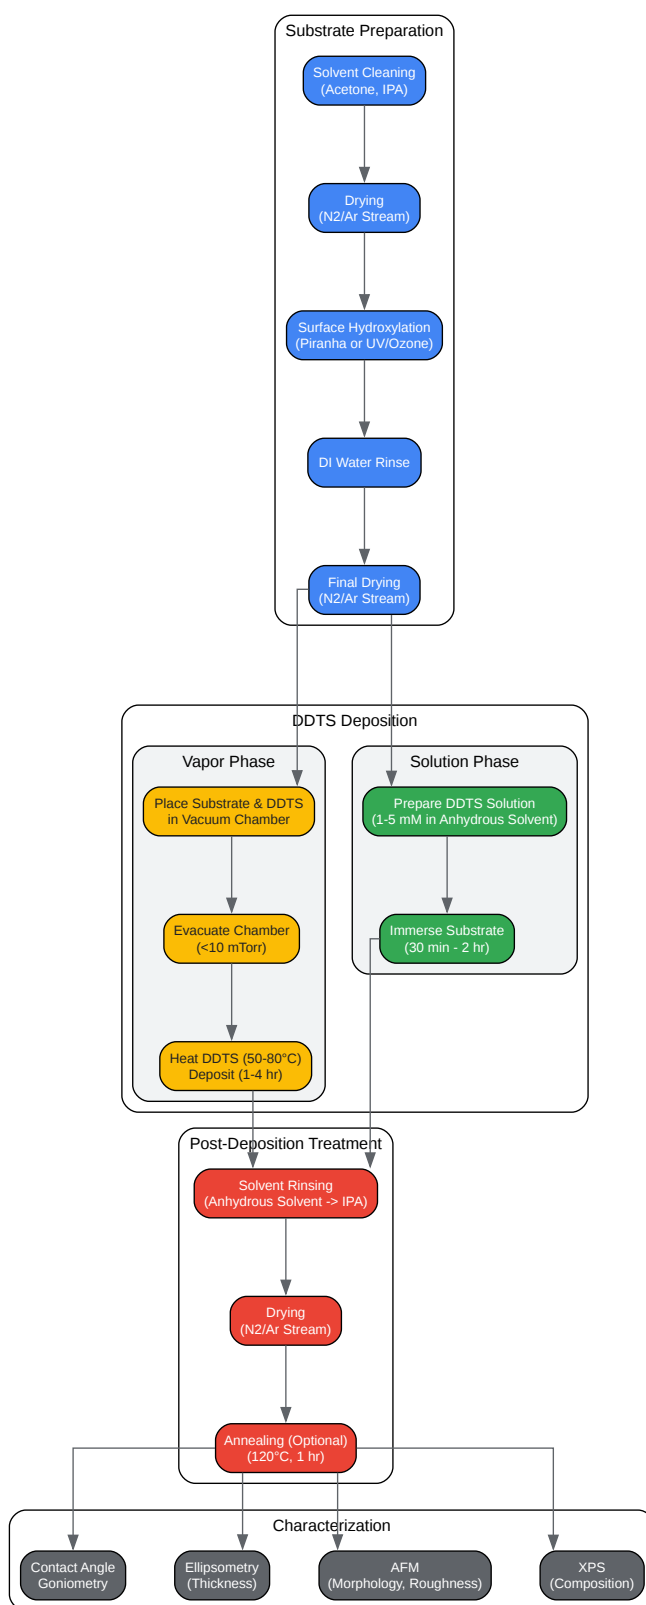 Substrate Preparation
Solvent Cleaning
(Acetone, IPA)
Drying
(N2/Ar Stream)
Surface Hydroxylation
(Piranha or UV/Ozone)
DI Water Rinse
Final Drying
(N2/Ar Stream)
DDTS Deposition
Vapor Phase
Place Substrate & DDTS
in Vacuum Chamber
Evacuate Chamber
(<10 mTorr)
Heat DDTS (50-80°C)
Deposit (1-4 hr)
Solution Phase
Prepare DDTS Solution
(1-5 mM in Anhydrous Solvent)
Immerse Substrate
(30 min - 2 hr)
Post-Deposition Treatment
Solvent Rinsing
(Anhydrous Solvent -> IPA)
Drying
(N2/Ar Stream)
Annealing (Optional)
(120°C, 1 hr)
Characterization
Contact Angle
Goniometry
Ellipsometry
(Thickness)
AFM
(Morphology, Roughness)
XPS
(Composition)